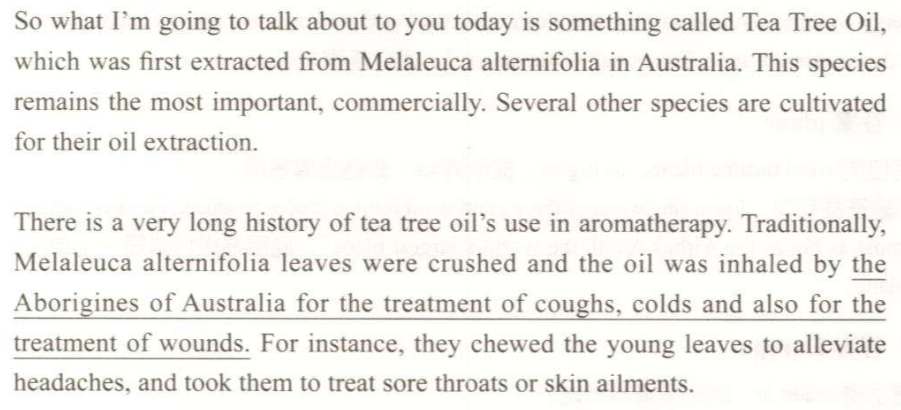 So what I’m going to talk about to you today is something called Tea Tree Oil,
which was first extracted from Melaleuca alternifolia in Australia. This species
remains the most important, commercially. Several other species are cultivated
for their oil extraction.
There is a very long history of tea tree oil’s use in aromatherapy. Traditionally,
Melaleuca alternifolia leaves were crushed and the oil was inhaled by the
Aborigines of Australia for the treatment of coughs, colds and also for the
treatment of wounds. For instance, they chewed the young leaves to alleviate
headaches, and took them to treat sore throats or skin ailments.